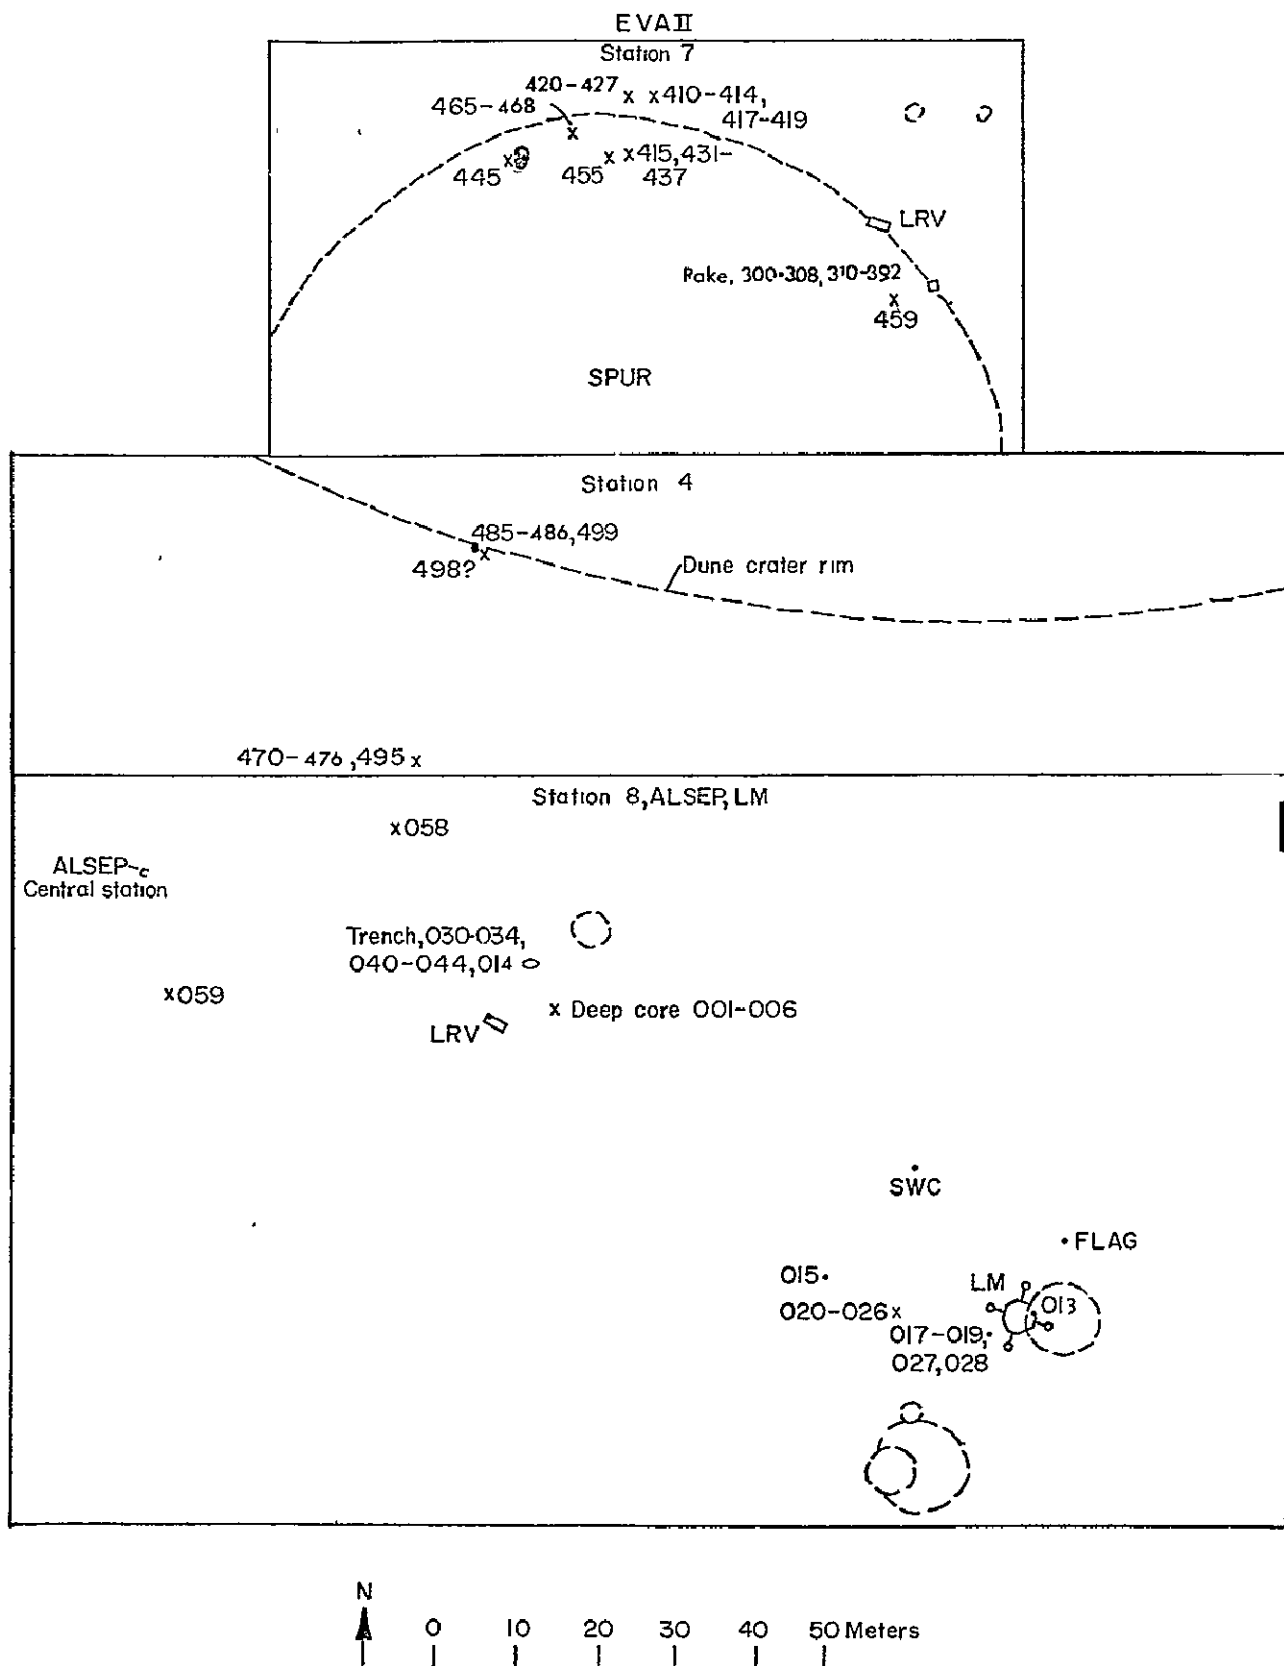 EVA II
Station 7
420-427
x x410-414,
465-468
417-419
x415,431-
445
455
437
LRV
Rake, 300-308, 310-392
x
459
SPUR
Station 4
485-486,499
498?
Dune crater rim
470-476,495 x
Station 8,ALSEP,LM
x058
ALSEP-c
Central station
Trench,030-034,
040-044,014
x059
x Deep core 001-006
LRV
SWC
FLAG
015
LM
013
020-026x
017-019,
027,028
N
0 10 20 30 40 50 Meters